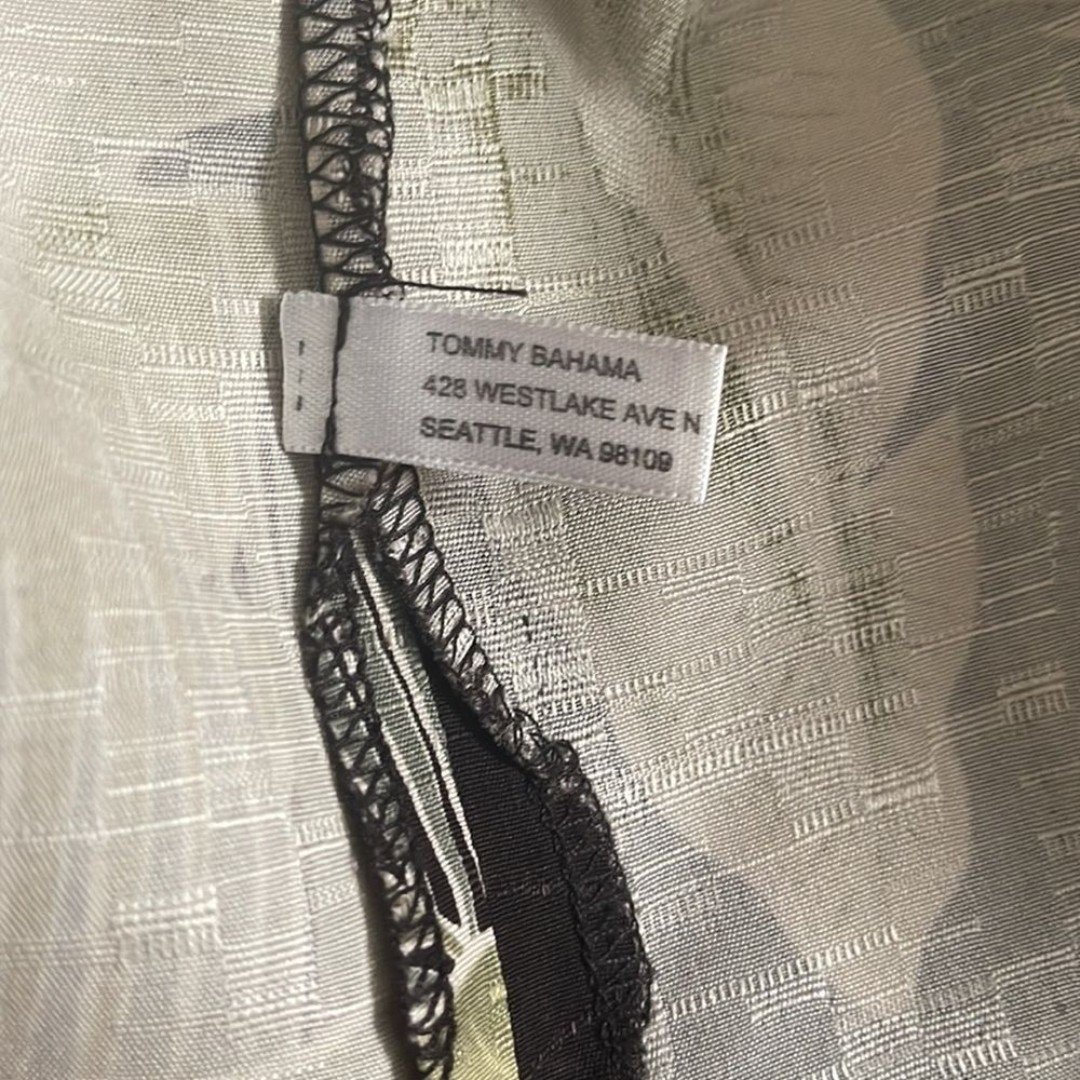 TOMMY BAHAMA
428 WESTLAKE AVE N
SEATTLE, WA 98109